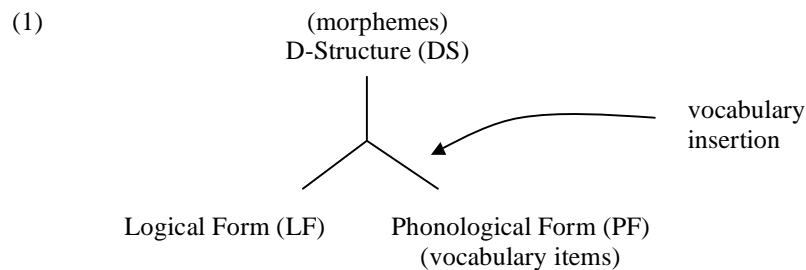 (1)
(morphemes)
D-Structure (DS)
vocabulary
insertion
Logical Form (LF)
Phonological Form (PF)
(vocabulary items)